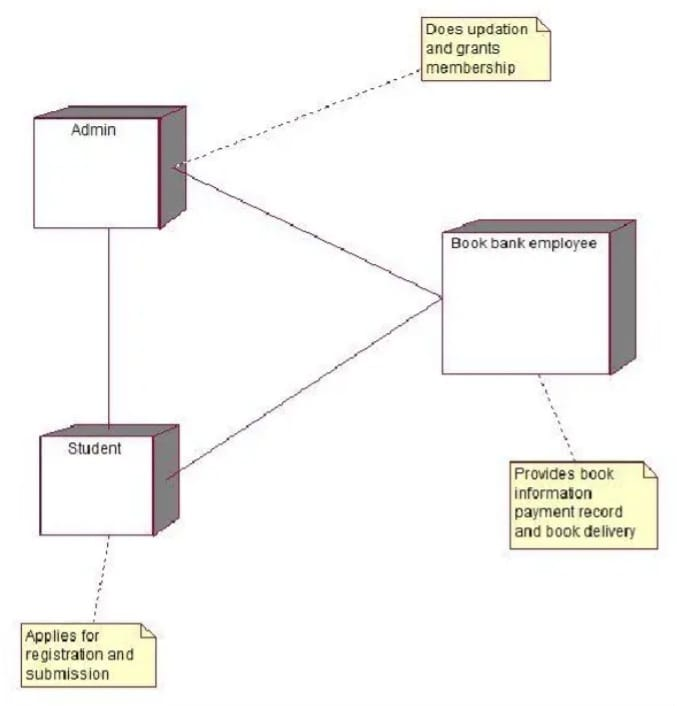 Does updation
and grants
membership
Admin
Book bank employee
Student
Provides book
information
payment record
and book delivery
Applies for
registration and
submission